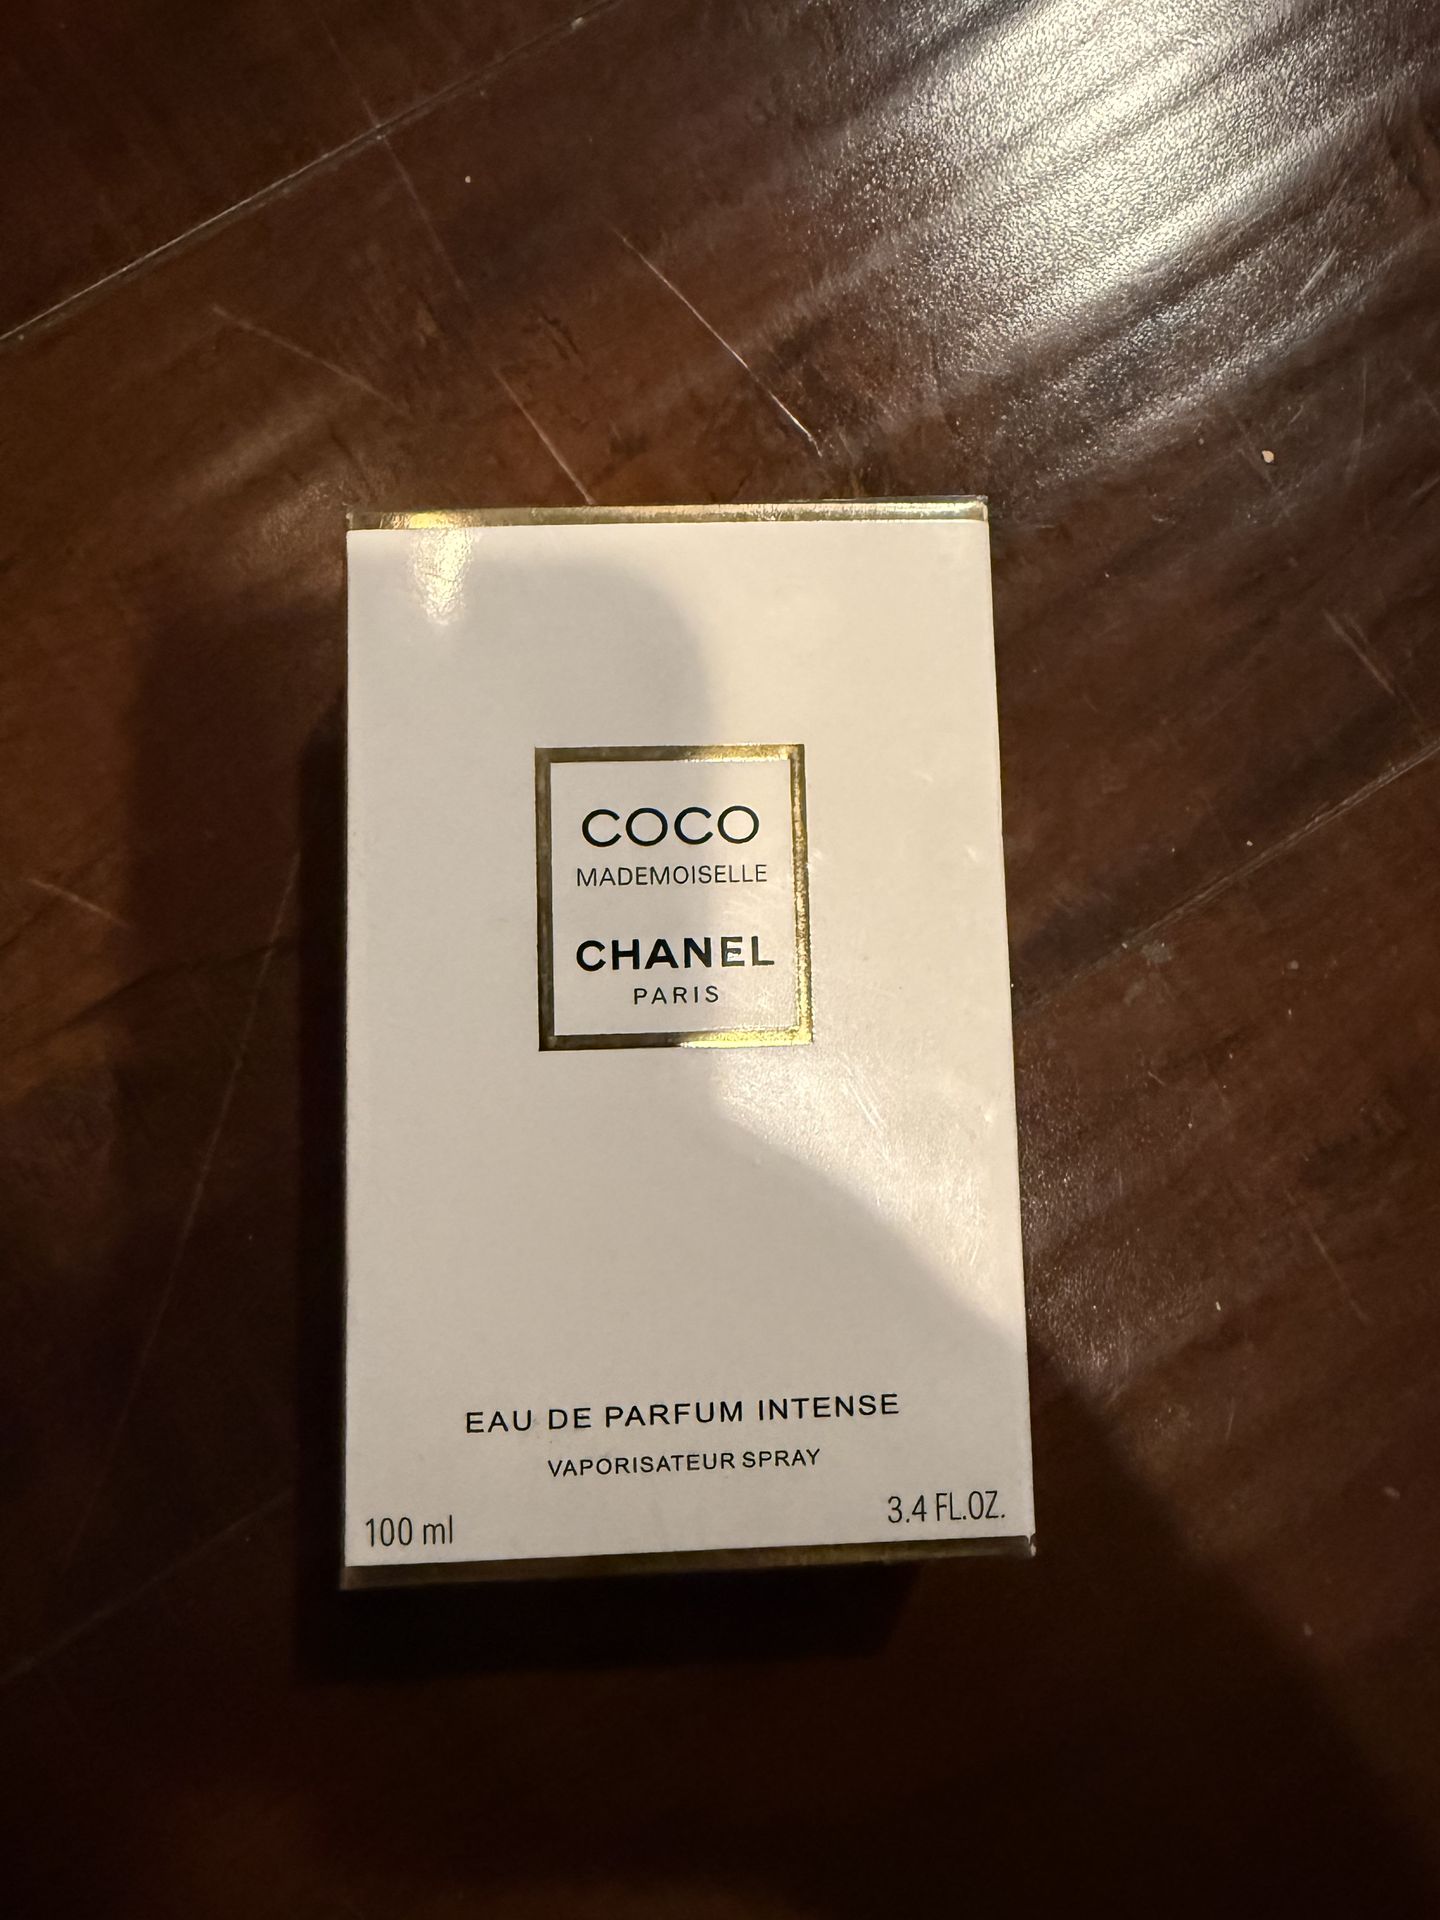 COCO
MADEMOISELLE
CHANEL
PARIS
EAU DE PARFUM INTENSE
VAPORISATEUR SPRAY
100 ml
3.4 FL.OZ.